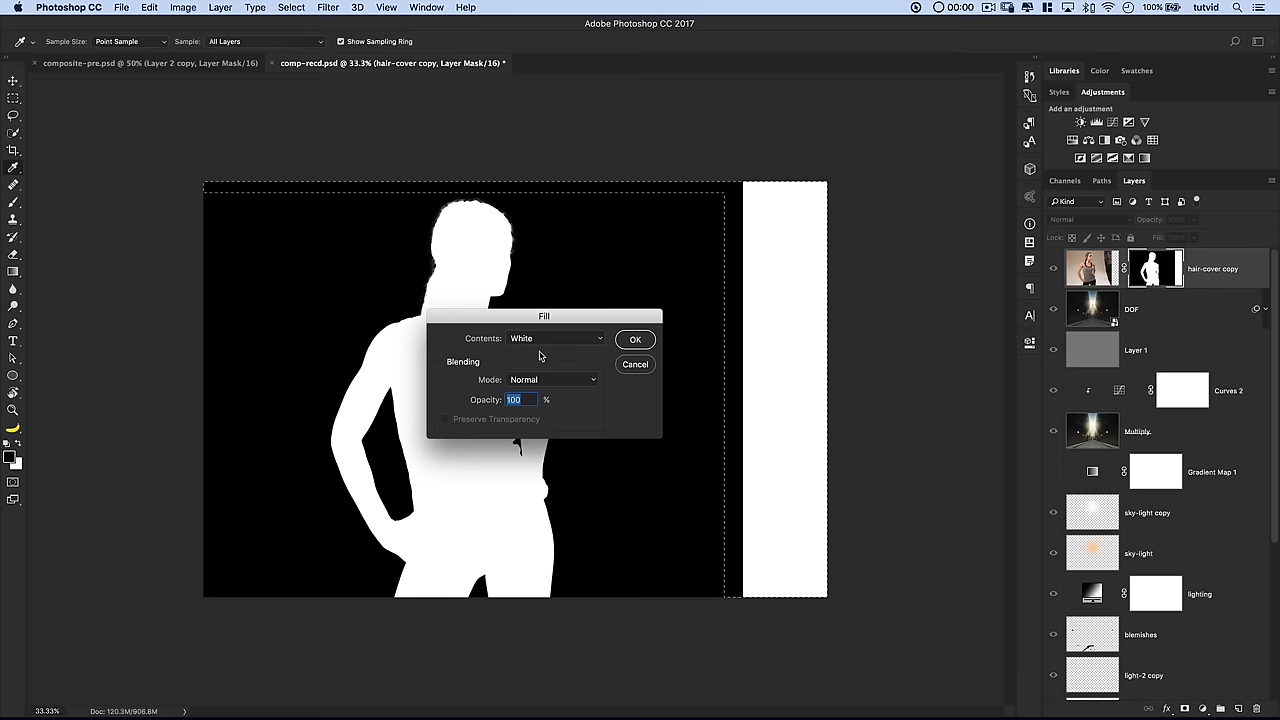 Photoshop CC File Edit Image Layer Type Select Filter 3D View Window Help 00:00 100% tutvid
Adobe Photoshop CC 2017
Sample Size: Point Sample Sample: All Layers Show Sampling Ring
composite-pre.psd @ 50% (Layer 2 copy, Layer Mask/16) comp-recd.psd @ 33.3% (hair-cover copy, Layer Mask/16) *
Libraries Color Swatches
Styles Adjustments
Add an adjustment
Channels Paths Layers
Kind
Normal Opacity: 100%
Lock: Fill: 100%
hair-cover copy
DOF
Layer 1
Curves 2
Multiply.
Gradient Map 1
sky-light copy
sky-light
lighting
blemishes
light-2 copy
Fill
Contents: White OK
Blending Cancel
Mode: Normal
Opacity: 100 %
Preserve Transparency
33.33% Doc: 120.3M/906.8M